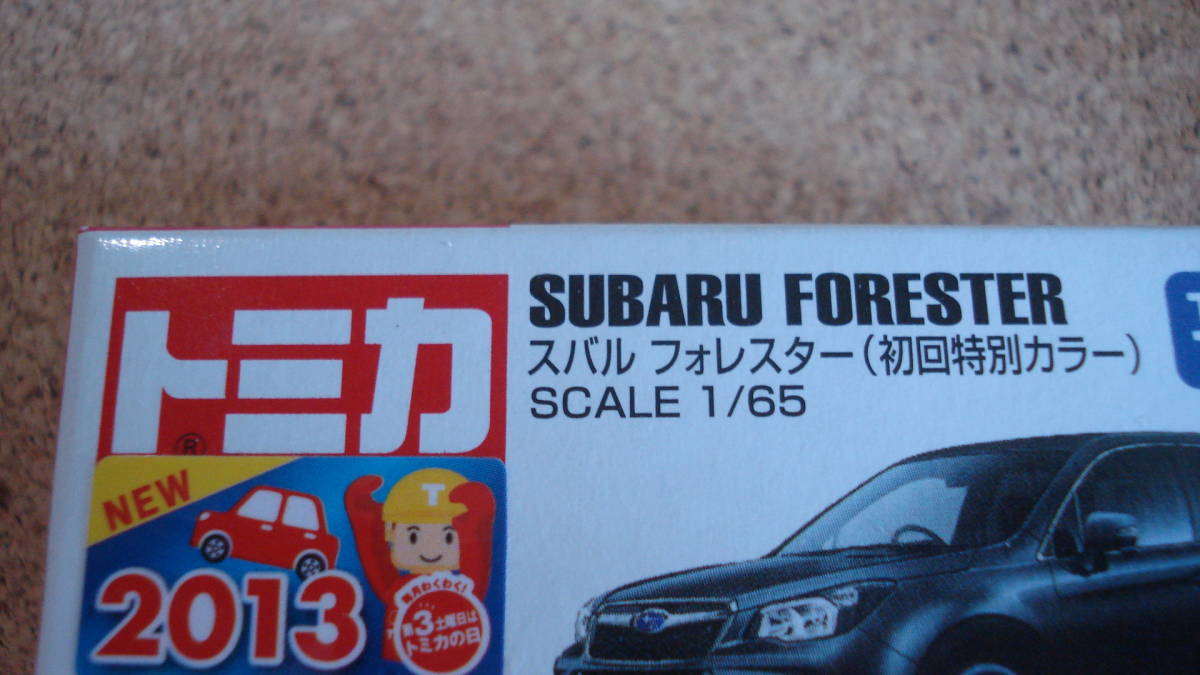 トミカ
®
SUBARU FORESTER
スバル フォレスター(初回特別カラー)
SCALE 1/65
NEW
T
2013
毎月わくわく!
第3土曜日は
トミカの日